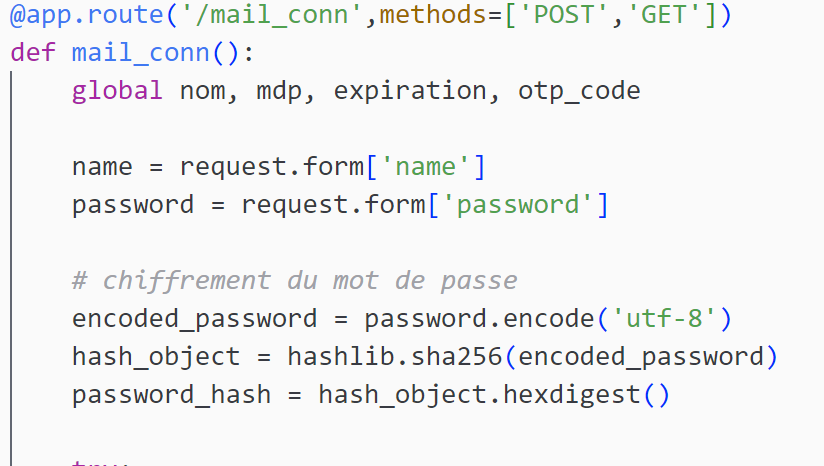 @app.route('/mail_conn',methods=['POST','GET'])
def mail_conn():
global nom, mdp, expiration, otp_code
name = request.form['name']
password = request.form['password']
# chiffrement du mot de passe
encoded_password = password.encode('utf-8')
hash_object = hashlib.sha256(encoded_password)
password_hash = hash_object.hexdigest()